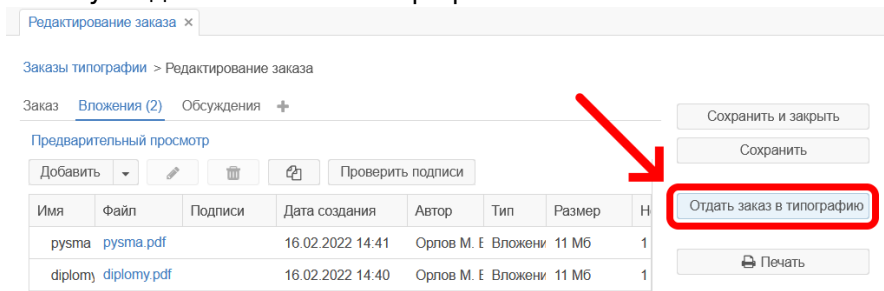 Редактирование заказа ×
Заказы типографии > Редактирование заказа
Заказ Вложения (2) Обсуждения +
Сохранить и закрыть
Предварительный просмотр
Сохранить
Добавить Проверить подписи
Имя Файл Подписи Дата создания Автор Тип Размер Н
Отдать заказ в типографию
pysma pysma.pdf 16.02.2022 14:41 Орлов М. Вложени 11 Мб 1
Печать
diplomy diplomy.pdf 16.02.2022 14:40 Орлов М. Вложени 11 Мб 1